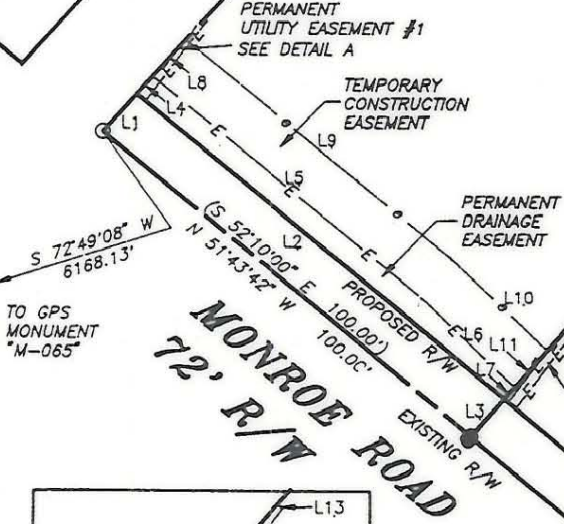 PERMANENT
UTILITY EASEMENT #1
SEE DETAIL A
L8
L4
L1
TEMPORARY
CONSTRUCTION
EASEMENT
L9
E
L5
E
PERMANENT
DRAINAGE
EASEMENT
S 72°49'08" W
6168.13'
TO GPS
MONUMENT
"M-065"
(S 52°10'00" E 100.00')
N 51°43'42" W 100.00'
L2
E
PROPOSED R/W
L10
E
L6
L11
L7
E
E
L3
EXISTING R/W
MONROE ROAD
72' R/W
L13